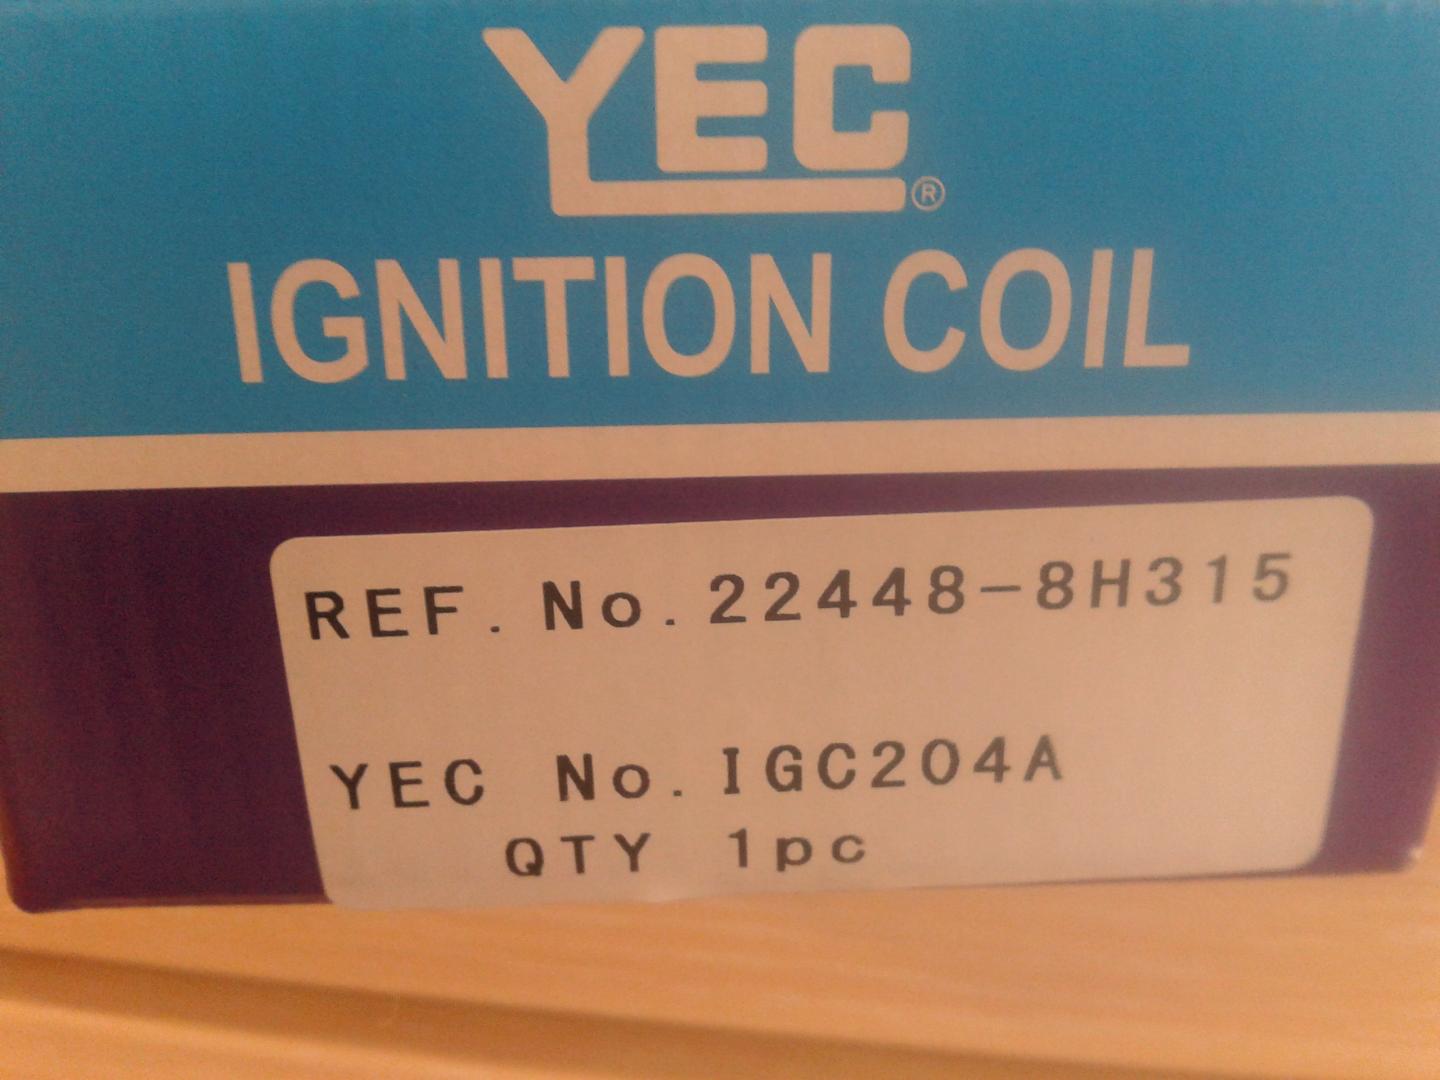 YEC®
IGNITION COIL
REF. No. 22448-8H315
YEC No. IGC204A
QTY 1pc